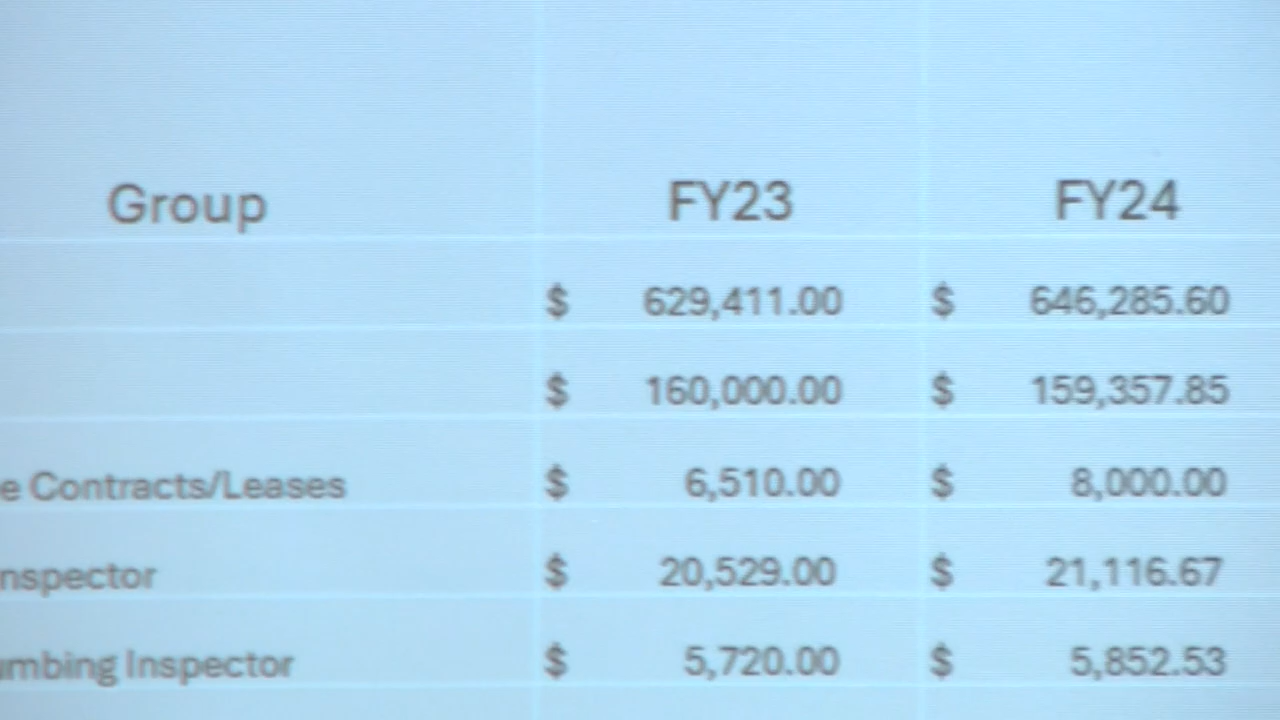 Group FY23 FY24
$ 629,411.00 $ 646,285.60
$ 160,000.00 $ 159,357.85
e Contracts/Leases $ 6,510.00 $ 8,000.00
nspector $ 20,529.00 $ 21,116.67
umbing Inspector $ 5,720.00 $ 5,852.53